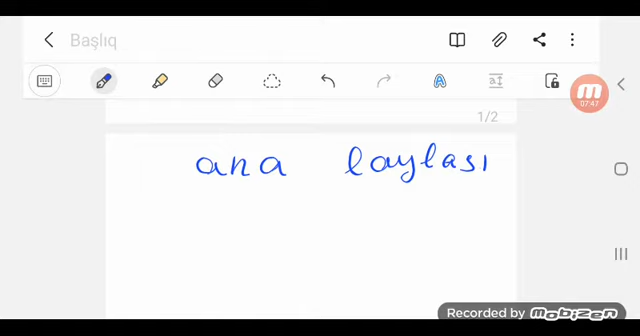 Başlıq
07:47
1/2
ana laylası
Recorded by
Mobizen